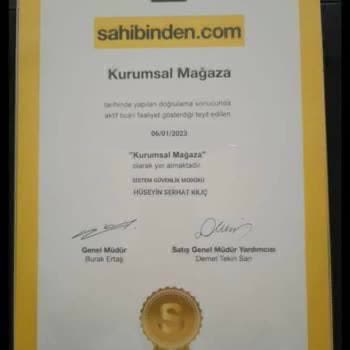 sahibinden.com
Kurumsal Mağaza
tarihinde yapılan doğrulama sonucunda
aktif ticari faaliyet gösterdiği teyit edilen
06/01/2023
"Kurumsal Mağaza"
olarak yer almaktadır.
SİSTEM GÜVENLİK MÜDÜRÜ
HÜSEYİN SERHAT KILIÇ
Genel Müdür
Satış Genel Müdür Yardımcısı
Burak Ertaş
Demet Tekin Sarı
S